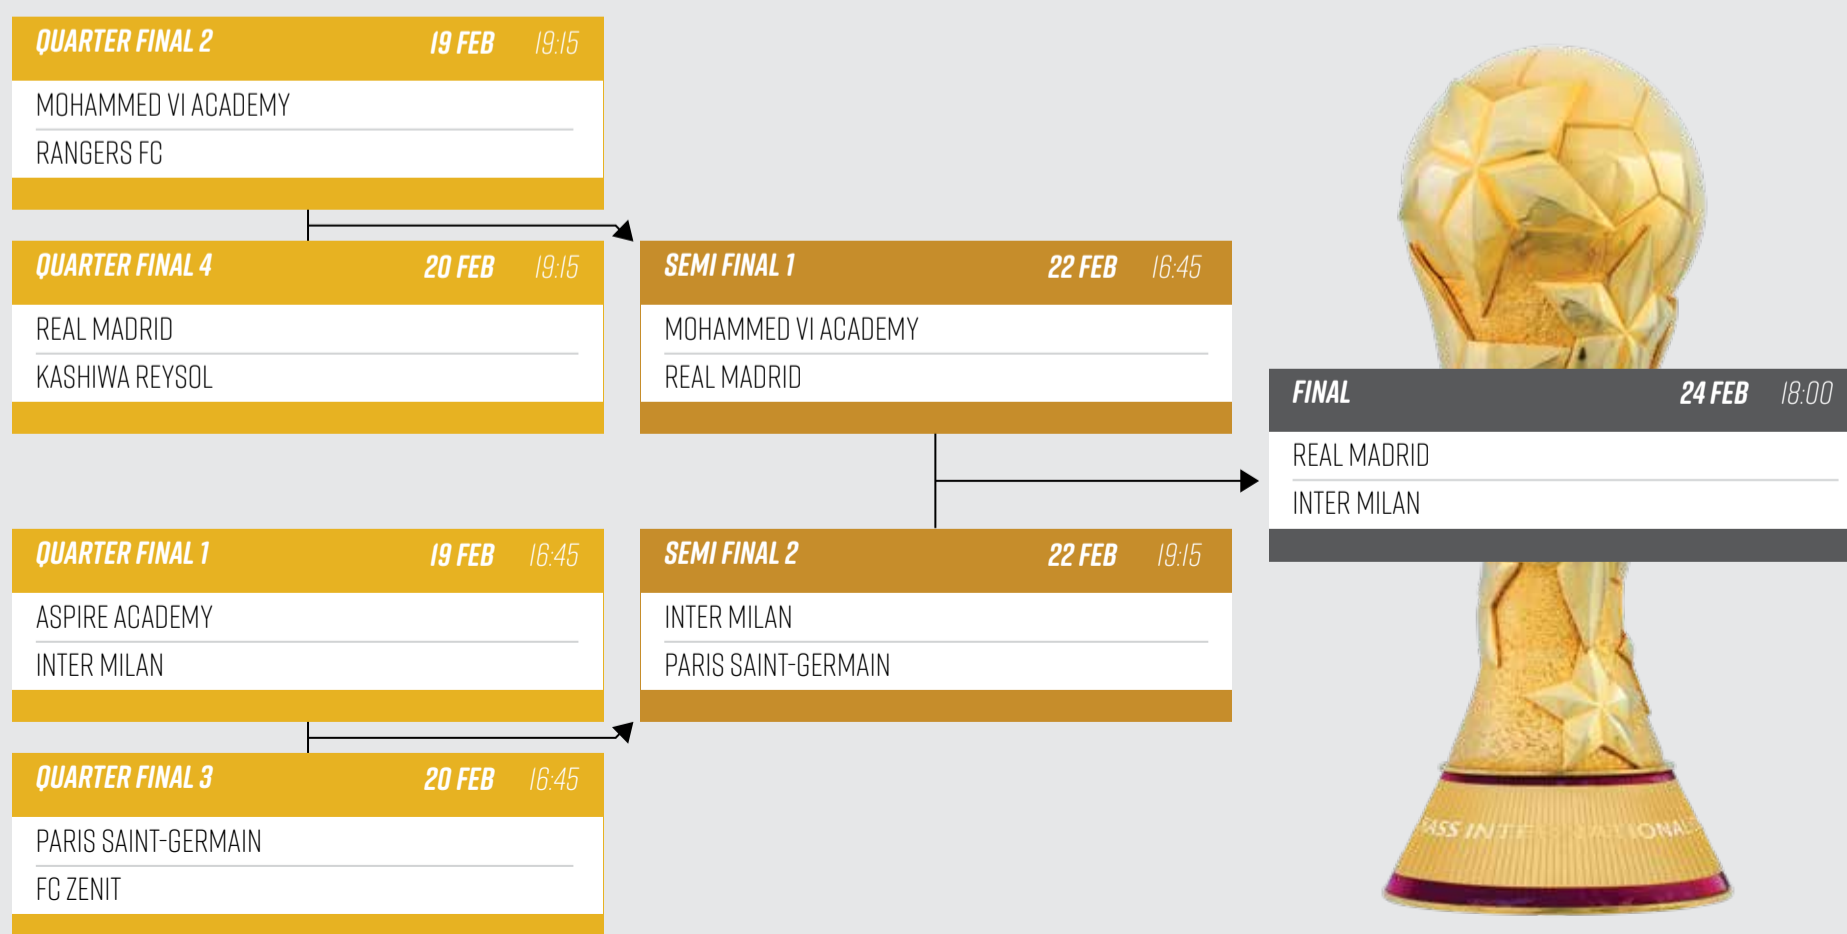 QUARTER FINAL 2 19 FEB 19:15
MOHAMMED VI ACADEMY
RANGERS FC
QUARTER FINAL 4 20 FEB 19:15
REAL MADRID
KASHIWA REYSOL
SEMI FINAL 1 22 FEB 16:45
MOHAMMED VI ACADEMY
REAL MADRID
FINAL 24 FEB 18:00
REAL MADRID
INTER MILAN
QUARTER FINAL 1 19 FEB 16:45
ASPIRE ACADEMY
INTER MILAN
SEMI FINAL 2 22 FEB 19:15
INTER MILAN
PARIS SAINT-GERMAIN
QUARTER FINAL 3 20 FEB 16:45
PARIS SAINT-GERMAIN
FC ZENIT